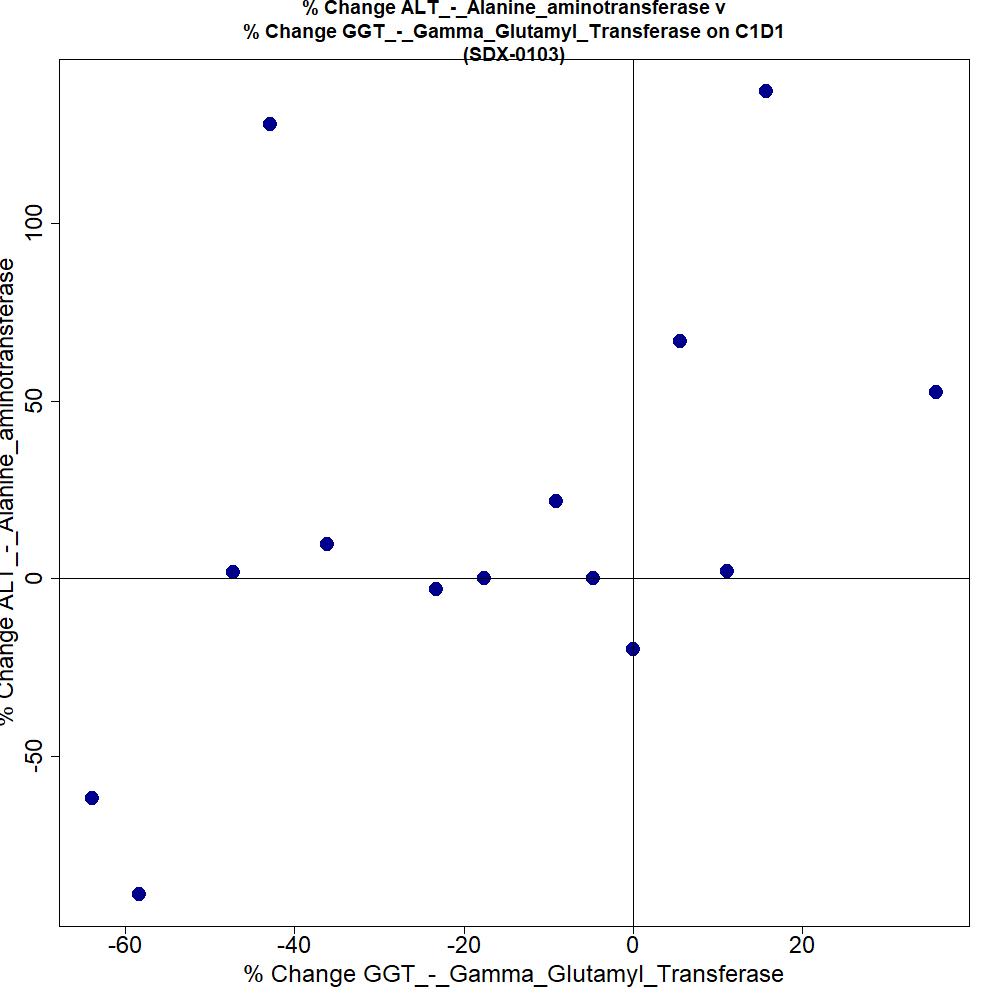 % Change ALT_-_Alanine_aminotransferase v
% Change GGT_-_Gamma_Glutamyl_Transferase on C1D1
(SDX-0103)
% Change ALT_-_Alanine_aminotransferase
100
50
0
-50
-60 -40 -20 0 20
% Change GGT_-_Gamma_Glutamyl_Transferase